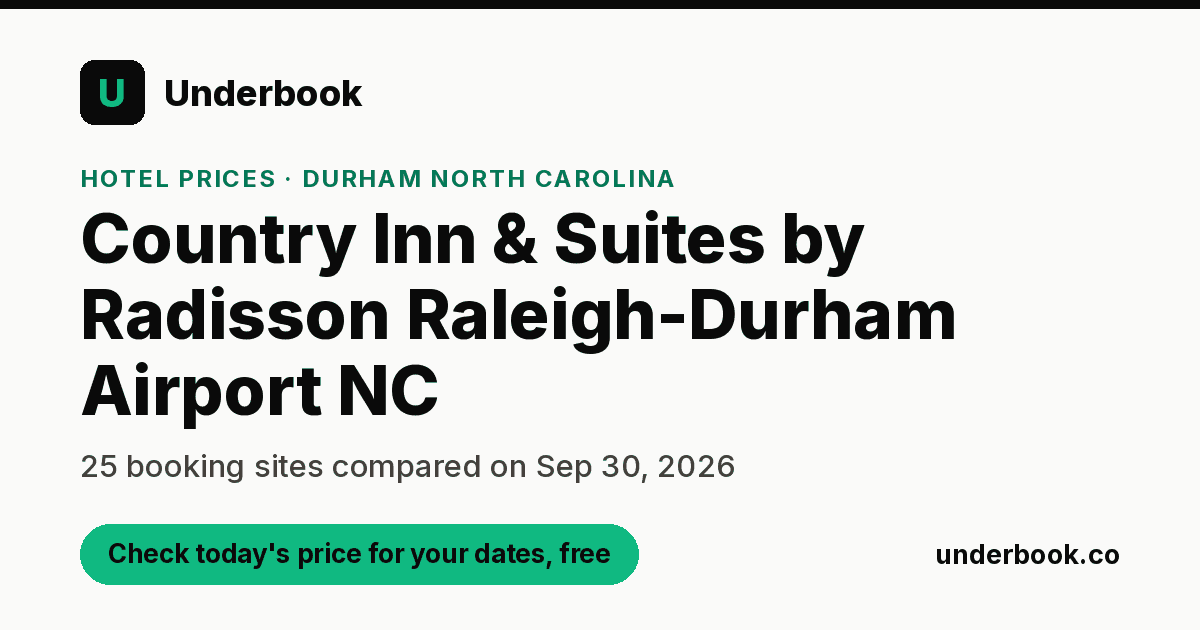 U Underbook
HOTEL PRICES · DURHAM NORTH CAROLINA
Country Inn & Suites by
Radisson Raleigh-Durham
Airport NC
25 booking sites compared on Sep 30, 2026
Check today's price for your dates, free
underbook.co